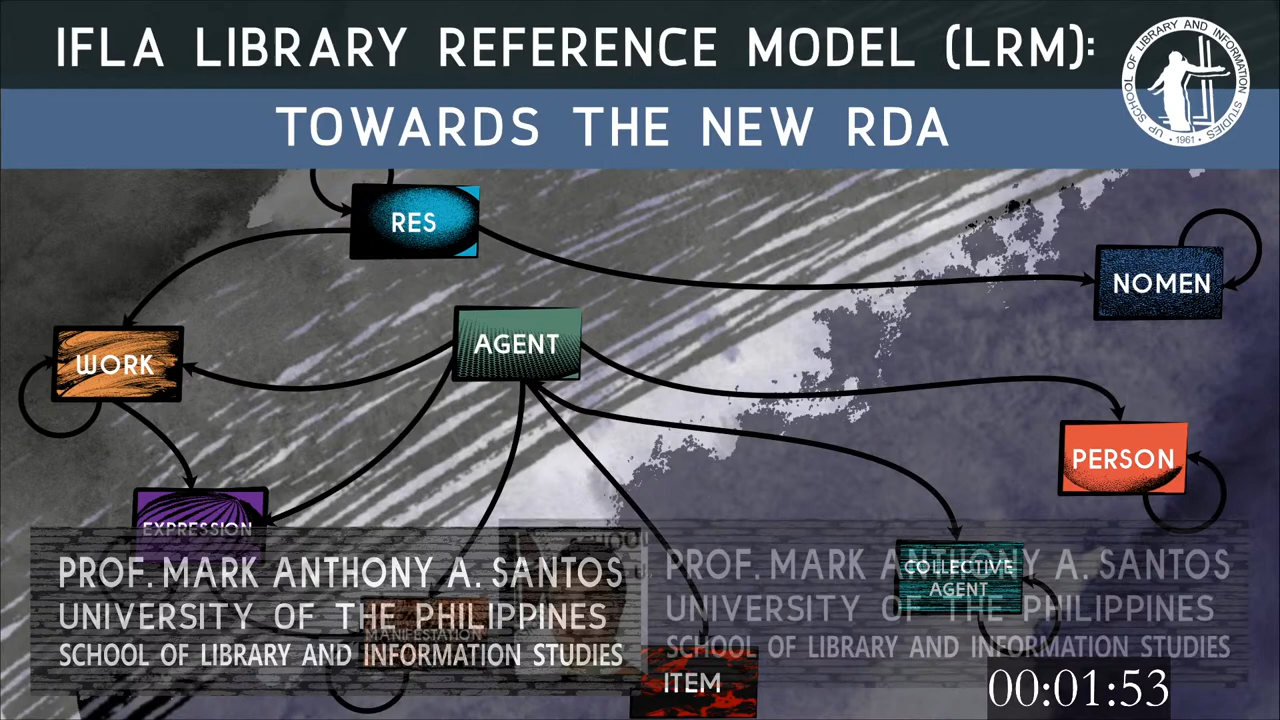 IFLA LIBRARY REFERENCE MODEL (LRM):
TOWARDS THE NEW RDA
UP SCHOOL OF LIBRARY AND INFORMATION STUDIES
• 1961 •
RES
NOMEN
AGENT
WORK
PERSON
EXPRESSION
COLLECTIVE
AGENT
MANIFESTATION
ITEM
PROF. MARK ANTHONY A. SANTOS
UNIVERSITY OF THE PHILIPPINES
SCHOOL OF LIBRARY AND INFORMATION STUDIES
PROF. MARK ANTHONY A. SANTOS
UNIVERSITY OF THE PHILIPPINES
SCHOOL OF LIBRARY AND INFORMATION STUDIES
00:01:53